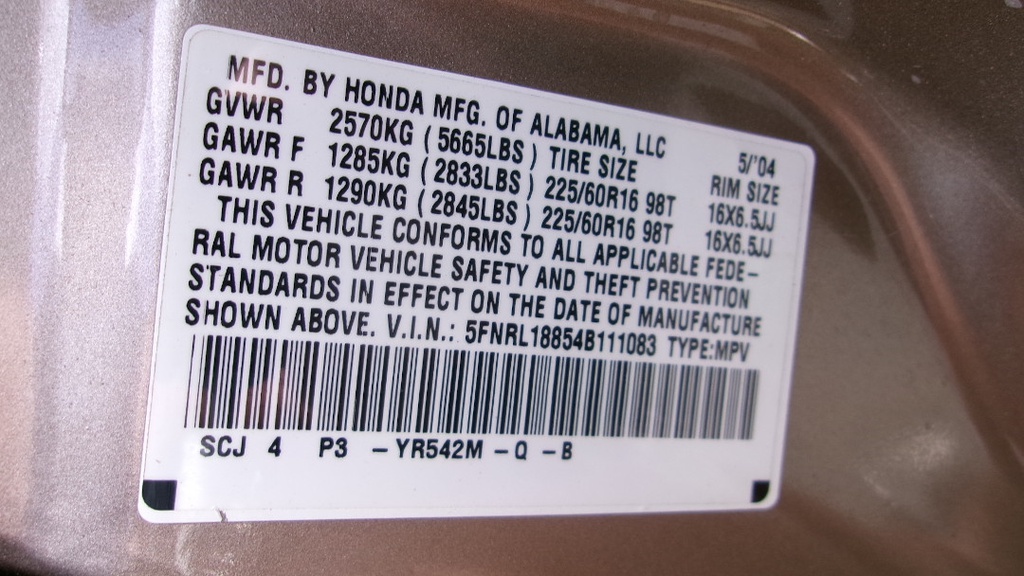 MFD. BY HONDA MFG. OF ALABAMA, LLC 5/'04
GVWR 2570KG ( 5665LBS ) TIRE SIZE RIM SIZE
GAWR F 1285KG ( 2833LBS ) 225/60R16 98T 16X6.5JJ
GAWR R 1290KG ( 2845LBS ) 225/60R16 98T 16X6.5JJ
THIS VEHICLE CONFORMS TO ALL APPLICABLE FEDE-
RAL MOTOR VEHICLE SAFETY AND THEFT PREVENTION
STANDARDS IN EFFECT ON THE DATE OF MANUFACTURE
SHOWN ABOVE. V.I.N.: 5FNRL18854B111083 TYPE:MPV
SCJ 4 P3 -YR542M -Q -B